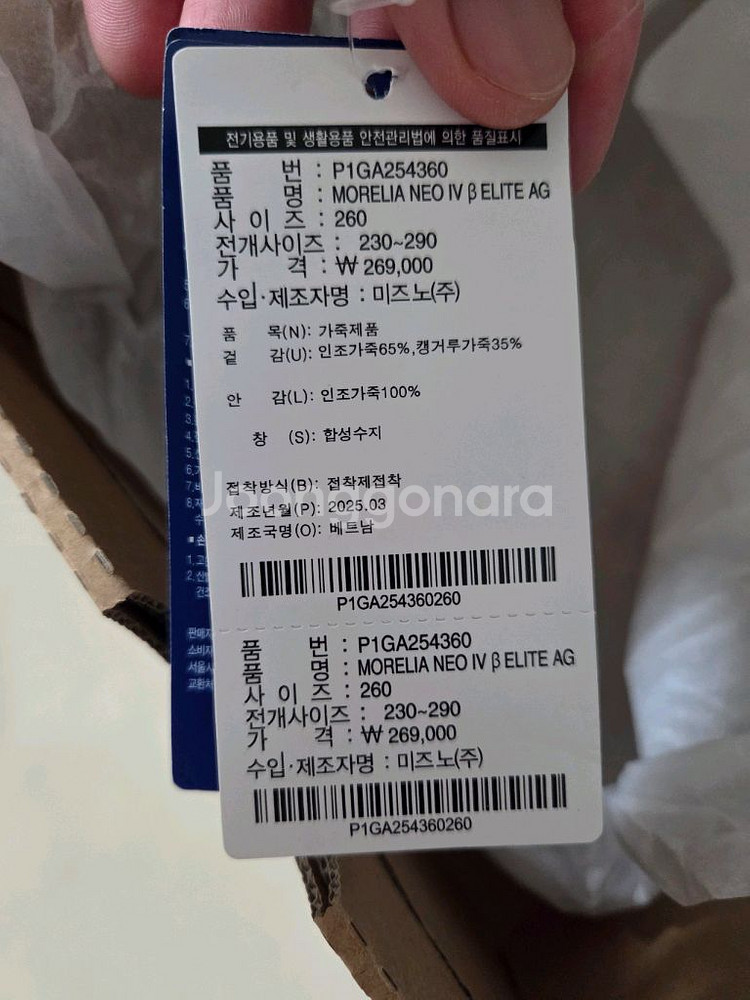 전기용품 및 생활용품 안전관리법에 의한 품질표시
품 번 : P1GA254360
품 명 : MORELIA NEO IV β ELITE AG
사 이 즈 : 260
전개사이즈 : 230~290
가 격 : ₩ 269,000
수입·제조자명 : 미즈노(주)
품 목(N): 가죽제품
겉 감(U): 인조가죽65%,캥거루가죽35%
안 감(L): 인조가죽100%
창 (S): 합성수지
접착방식(B): 접착제접착
Joonggonara
제조년월(P): 2025.03
제조국명(O): 베트남
P1GA254360260
품 번 : P1GA254360
품 명 : MORELIA NEO IV β ELITE AG
사 이 즈 : 260
전개사이즈 : 230~290
가 격 : ₩ 269,000
수입·제조자명 : 미즈노(주)
P1GA254360260